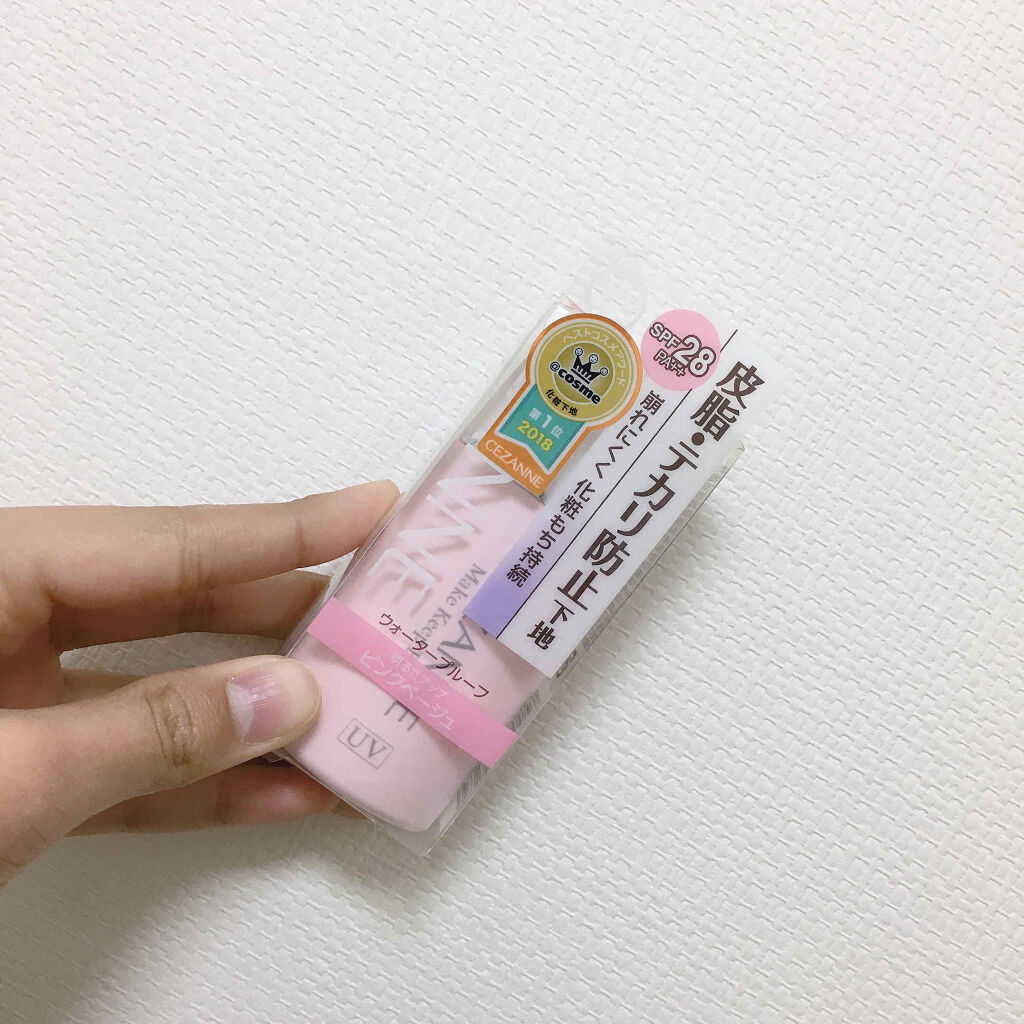 SPF28
PA++
皮脂・テカリ防止下地
崩れにくく化粧もち持続
ベストコスメアワード
@cosme
化粧下地
第1位
2018
CEZANNE
Make Keep
ウォータープルーフ
明るさアップ
ピンクベージュ
UV